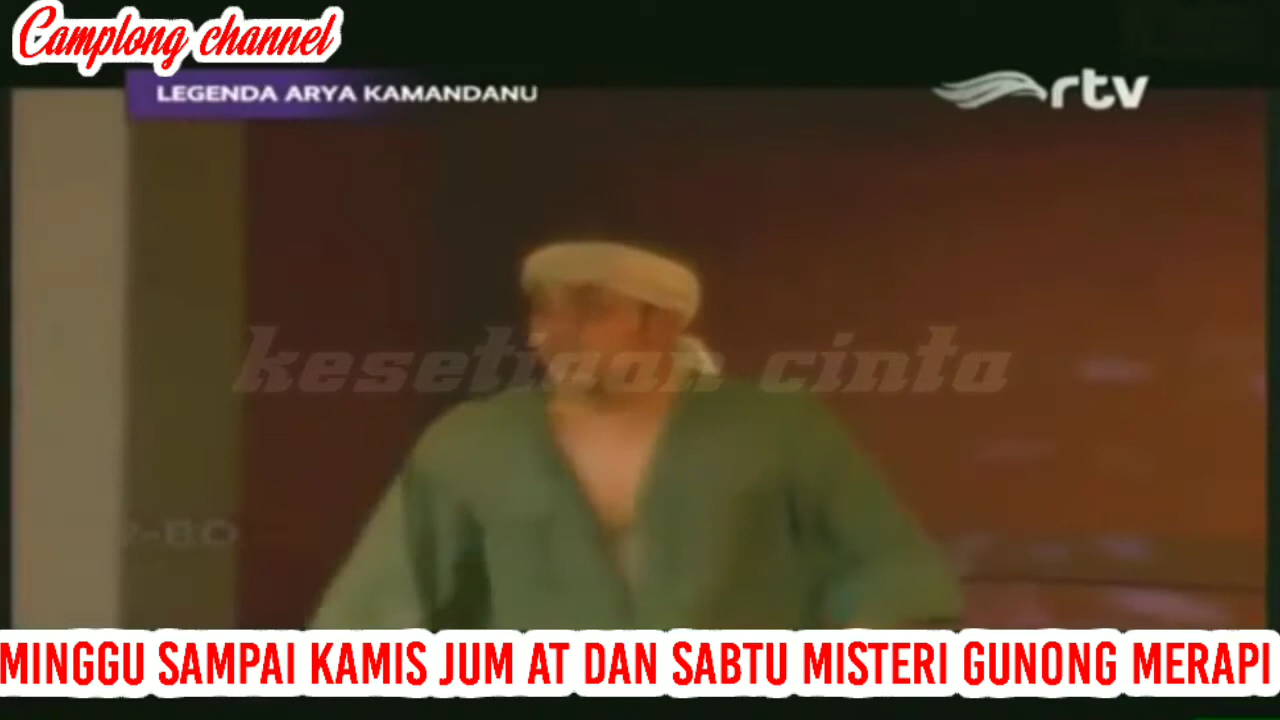 Camplong channel
LEGENDA ARYA KAMANDANU
rtv
kesetiaan cinta
MINGGU SAMPAI KAMIS JUM AT DAN SABTU MISTERI GUNONG MERAPI